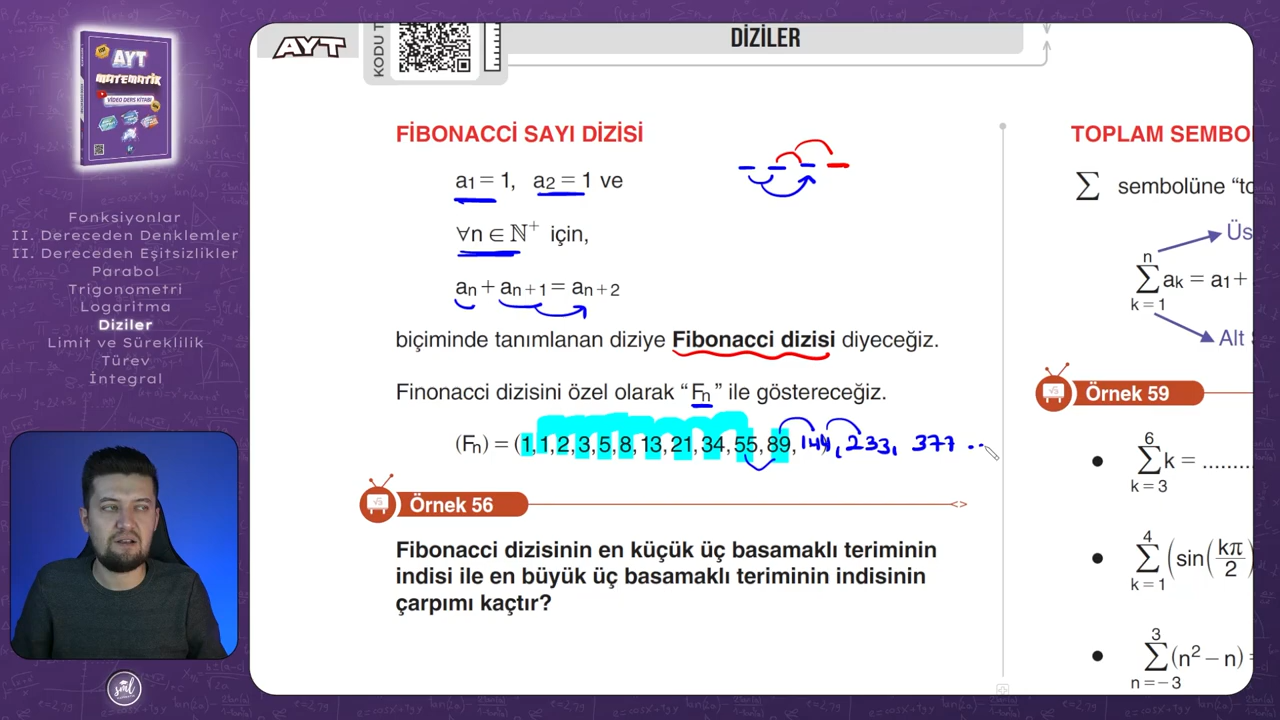 AYT
MATEMATİK
VİDEO DERS KİTABI
Fonksiyonlar
II. Dereceden Denklemler
II. Dereceden Eşitsizlikler
Parabol
Trigonometri
Logaritma
Diziler
Limit ve Süreklilik
Türev
İntegral
sml
AYT
KODU T
DİZİLER
FİBONACCİ SAYI DİZİSİ
a₁ = 1, a₂ = 1 ve
∀n ∈ ℕ⁺ için,
aₙ + aₙ₊₁ = aₙ₊₂
biçiminde tanımlanan diziye Fibonacci dizisi diyeceğiz.
Finonacci dizisini özel olarak “Fₙ” ile göstereceğiz.
(Fₙ) = (1,1,2,3,5,8,13,21,34,55,89,144,233, 377 ...
Örnek 56
<>
Fibonacci dizisinin en küçük üç basamaklı teriminin
indisi ile en büyük üç basamaklı teriminin indisinin
çarpımı kaçtır?
TOPLAM SEMBO
∑ sembolüne “to
Üs
n
∑ aₖ = a₁ +
k = 1
Alt
Örnek 59
6
• ∑ k = .........
k = 3
4
• ∑ (sin(kπ/2)
k = 1
3
• ∑ (n² – n) =
n = –3